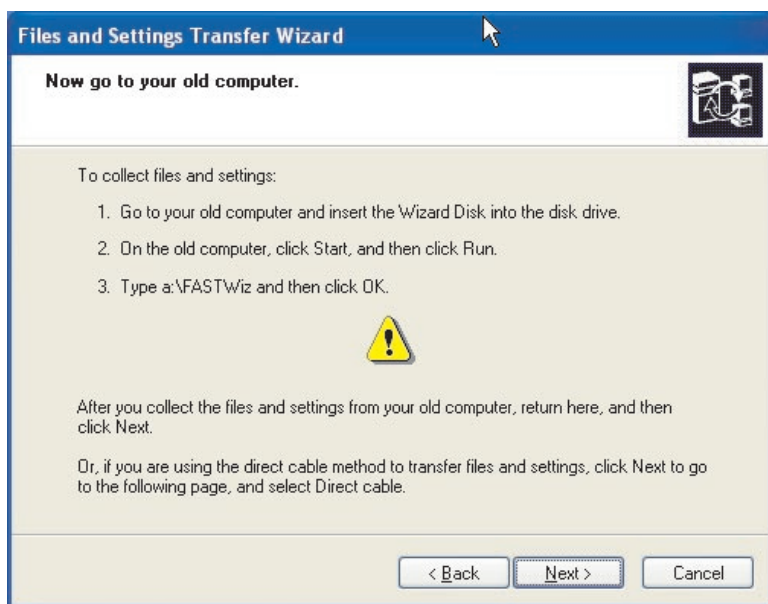 Files and Settings Transfer Wizard
Now go to your old computer.
To collect files and settings:
1. Go to your old computer and insert the Wizard Disk into the disk drive.
2. On the old computer, click Start, and then click Run.
3. Type a:\FASTWiz and then click OK.
After you collect the files and settings from your old computer, return here, and then
click Next.
Or, if you are using the direct cable method to transfer files and settings, click Next to go
to the following page, and select Direct cable.
< Back
Next >
Cancel